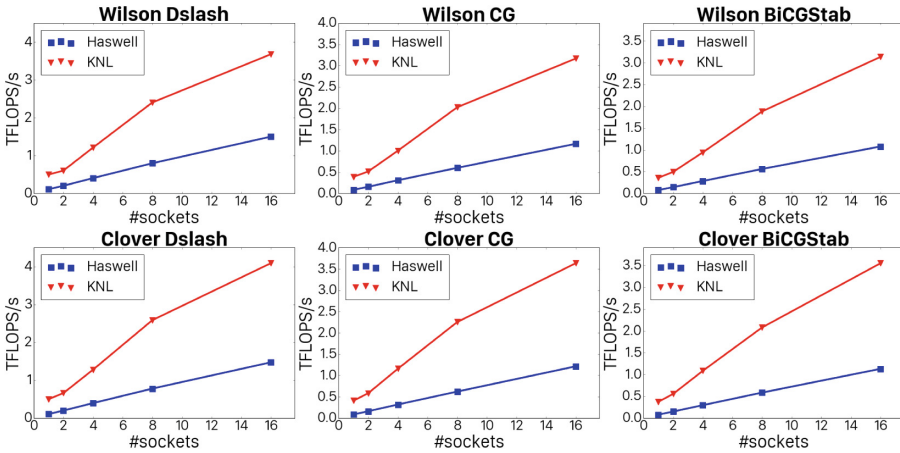 Wilson Dslash
Wilson CG
Wilson BiCGStab
TFLOPS/s
4
3
2
1
0
Haswell
KNL
0 2 4 6 8 10 12 14 16
#sockets
4.0
3.5
3.0
2.5
2.0
1.5
1.0
0.5
0.0
Haswell
KNL
0 2 4 6 8 10 12 14 16
#sockets
3.5
3.0
2.5
2.0
1.5
1.0
0.5
0.0
Haswell
KNL
0 2 4 6 8 10 12 14 16
#sockets
Clover Dslash
Clover CG
Clover BiCGStab
TFLOPS/s
4
3
2
1
0
Haswell
KNL
0 2 4 6 8 10 12 14 16
#sockets
4.0
3.5
3.0
2.5
2.0
1.5
1.0
0.5
0.0
Haswell
KNL
0 2 4 6 8 10 12 14 16
#sockets
3.5
3.0
2.5
2.0
1.5
1.0
0.5
0.0
Haswell
KNL
0 2 4 6 8 10 12 14 16
#sockets